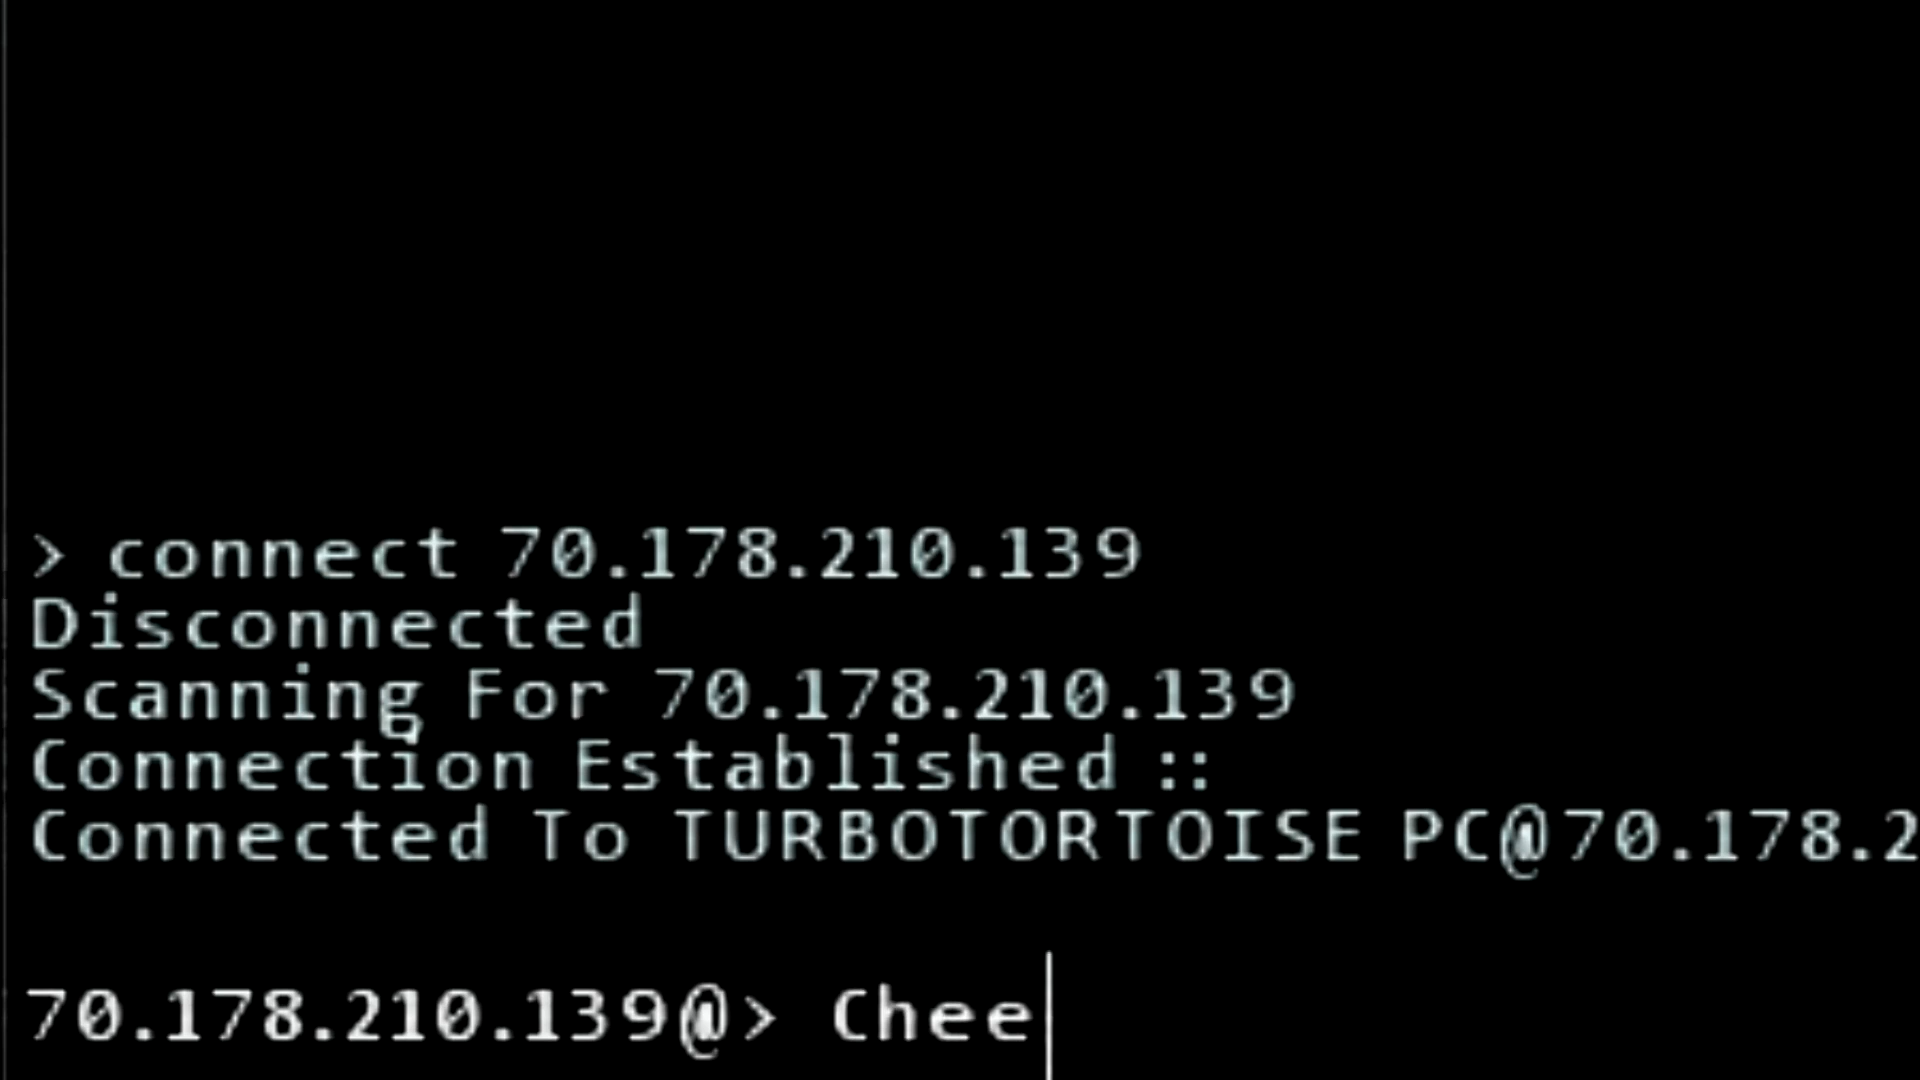 > connect 70.178.210.139
Disconnected
Scanning For 70.178.210.139
Connection Established ::
Connected To TURBOTORTOISE PC@70.178.2
70.178.210.139@> Chee